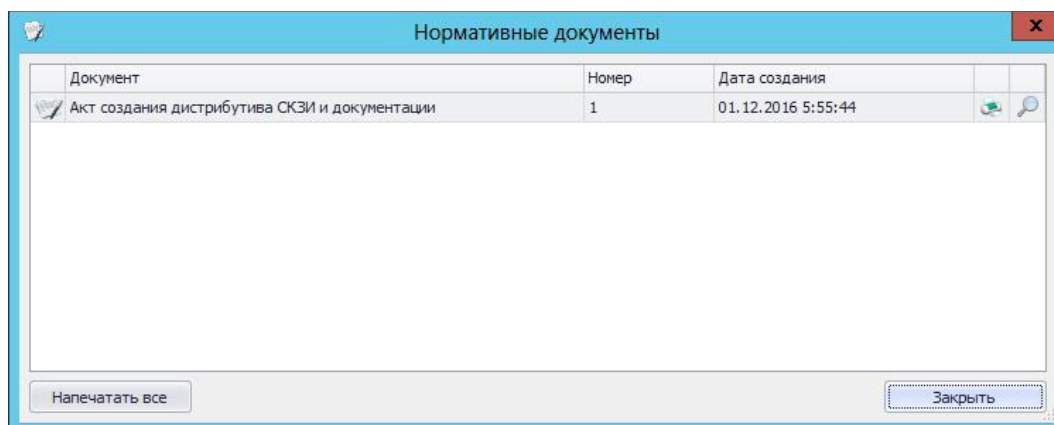 Нормативные документы
x
Документ Номер Дата создания
Акт создания дистрибутива СКЗИ и документации 1 01.12.2016 5:55:44
Напечатать все Закрыть